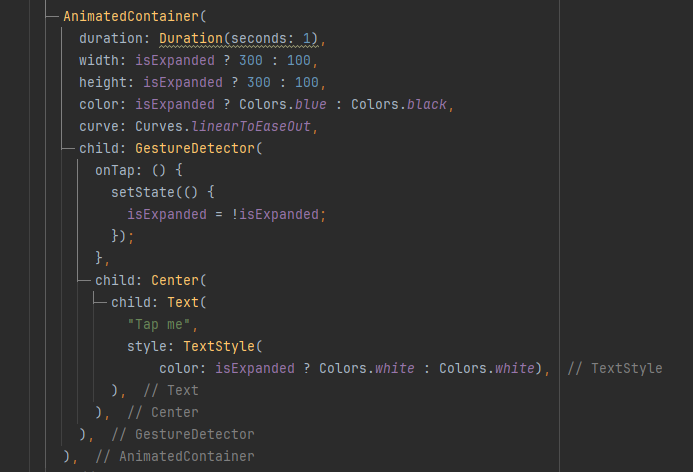 AnimatedContainer(
duration: Duration(seconds: 1),
width: isExpanded ? 300 : 100,
height: isExpanded ? 300 : 100,
color: isExpanded ? Colors.blue : Colors.black,
curve: Curves.linearToEaseOut,
child: GestureDetector(
onTap: () {
setState(() {
isExpanded = !isExpanded;
});
},
child: Center(
child: Text(
"Tap me",
style: TextStyle(
color: isExpanded ? Colors.white : Colors.white), // TextStyle
), // Text
), // Center
), // GestureDetector
), // AnimatedContainer